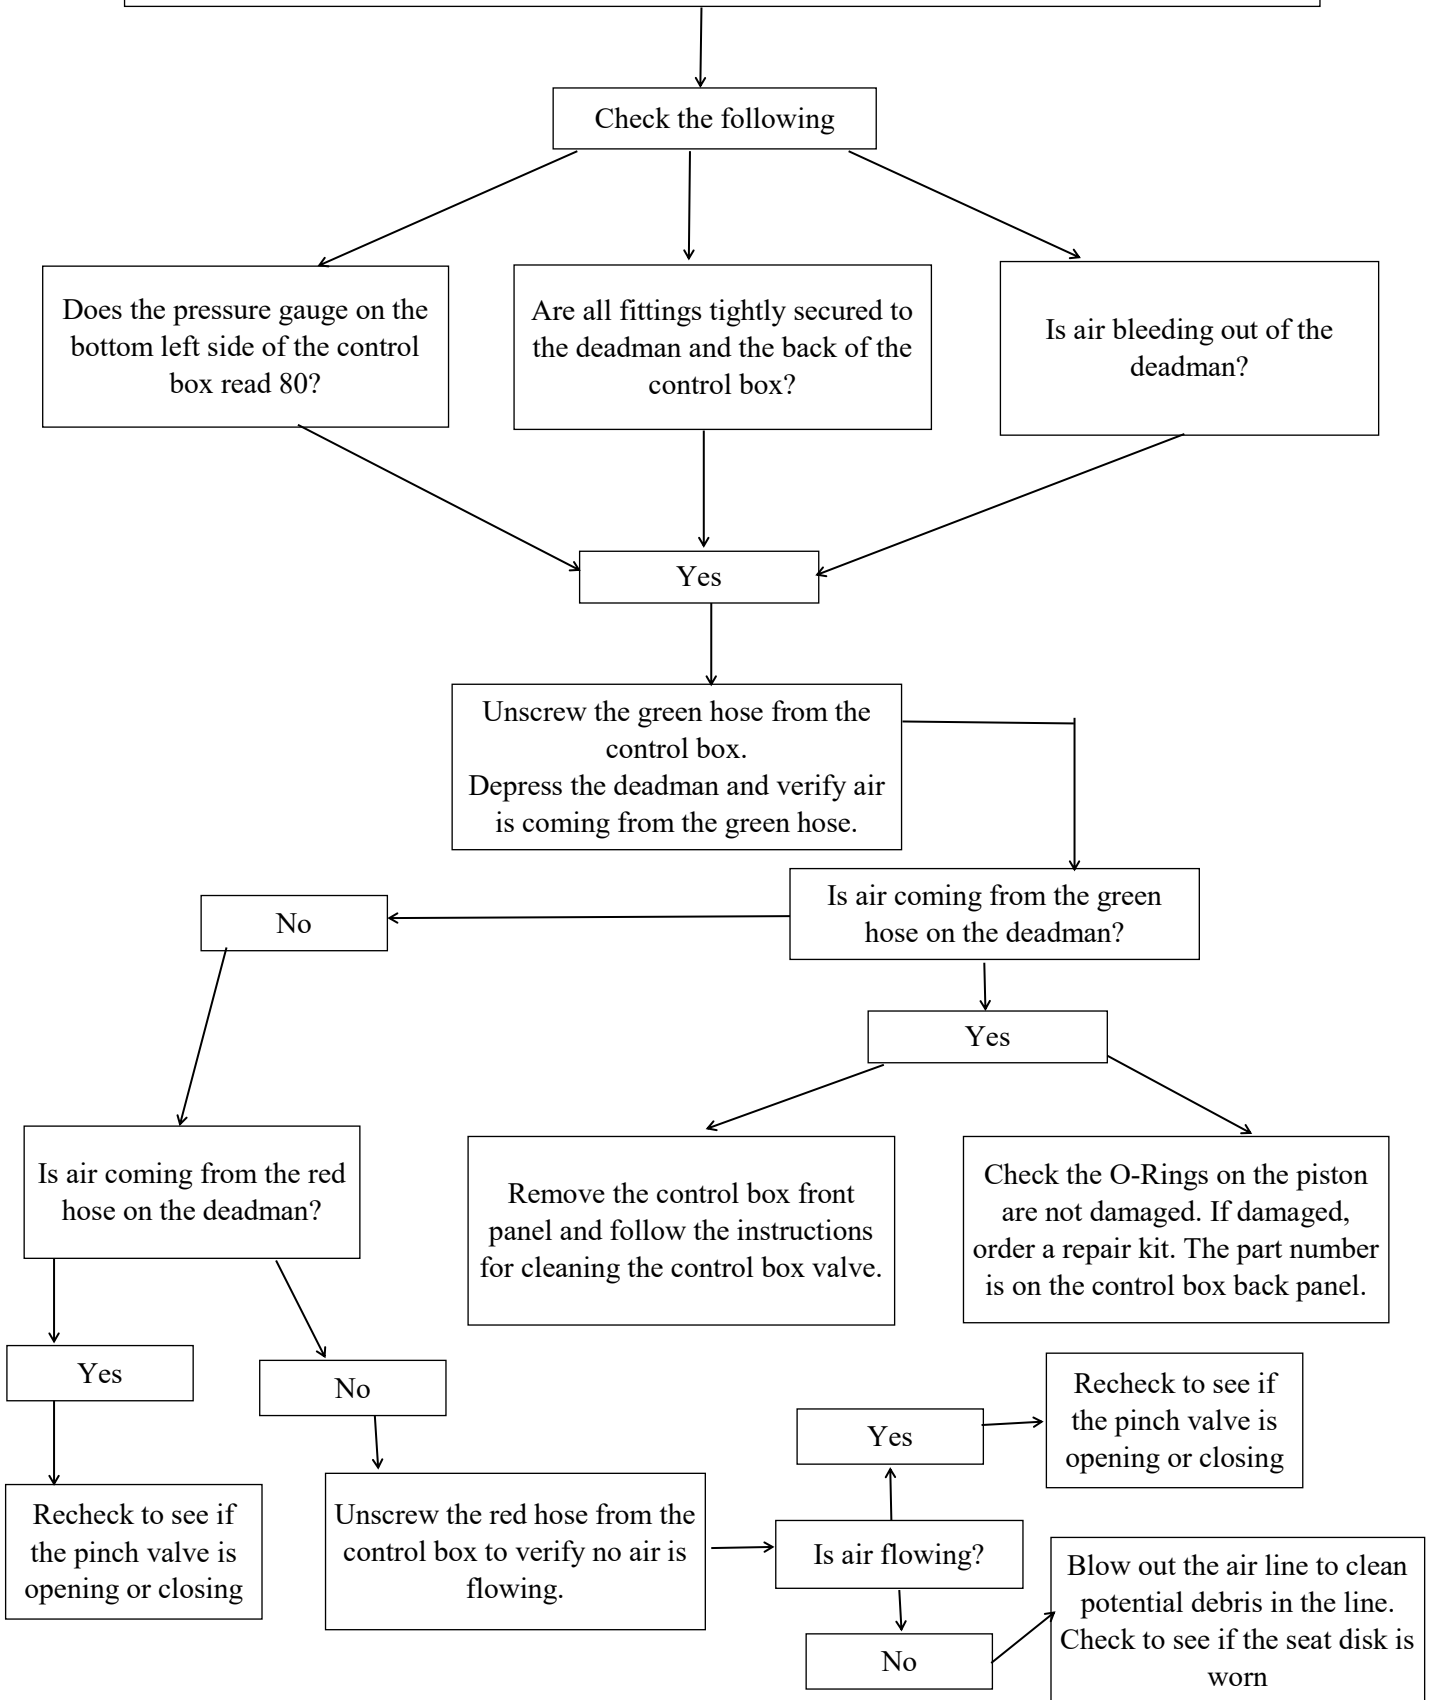 Check the following
Does the pressure gauge on the
bottom left side of the control
box read 80?
Are all fittings tightly secured to
the deadman and the back of the
control box?
Is air bleeding out of the
deadman?
Yes
Unscrew the green hose from the
control box.
Depress the deadman and verify air
is coming from the green hose.
Is air coming from the green
hose on the deadman?
No
Yes
Is air coming from the red
hose on the deadman?
Remove the control box front
panel and follow the instructions
for cleaning the control box valve.
Check the O-Rings on the piston
are not damaged. If damaged,
order a repair kit. The part number
is on the control box back panel.
Yes
No
Recheck to see if
the pinch valve is
opening or closing
Unscrew the red hose from the
control box to verify no air is
flowing.
Is air flowing?
Yes
Recheck to see if
the pinch valve is
opening or closing
No
Blow out the air line to clean
potential debris in the line.
Check to see if the seat disk is
worn